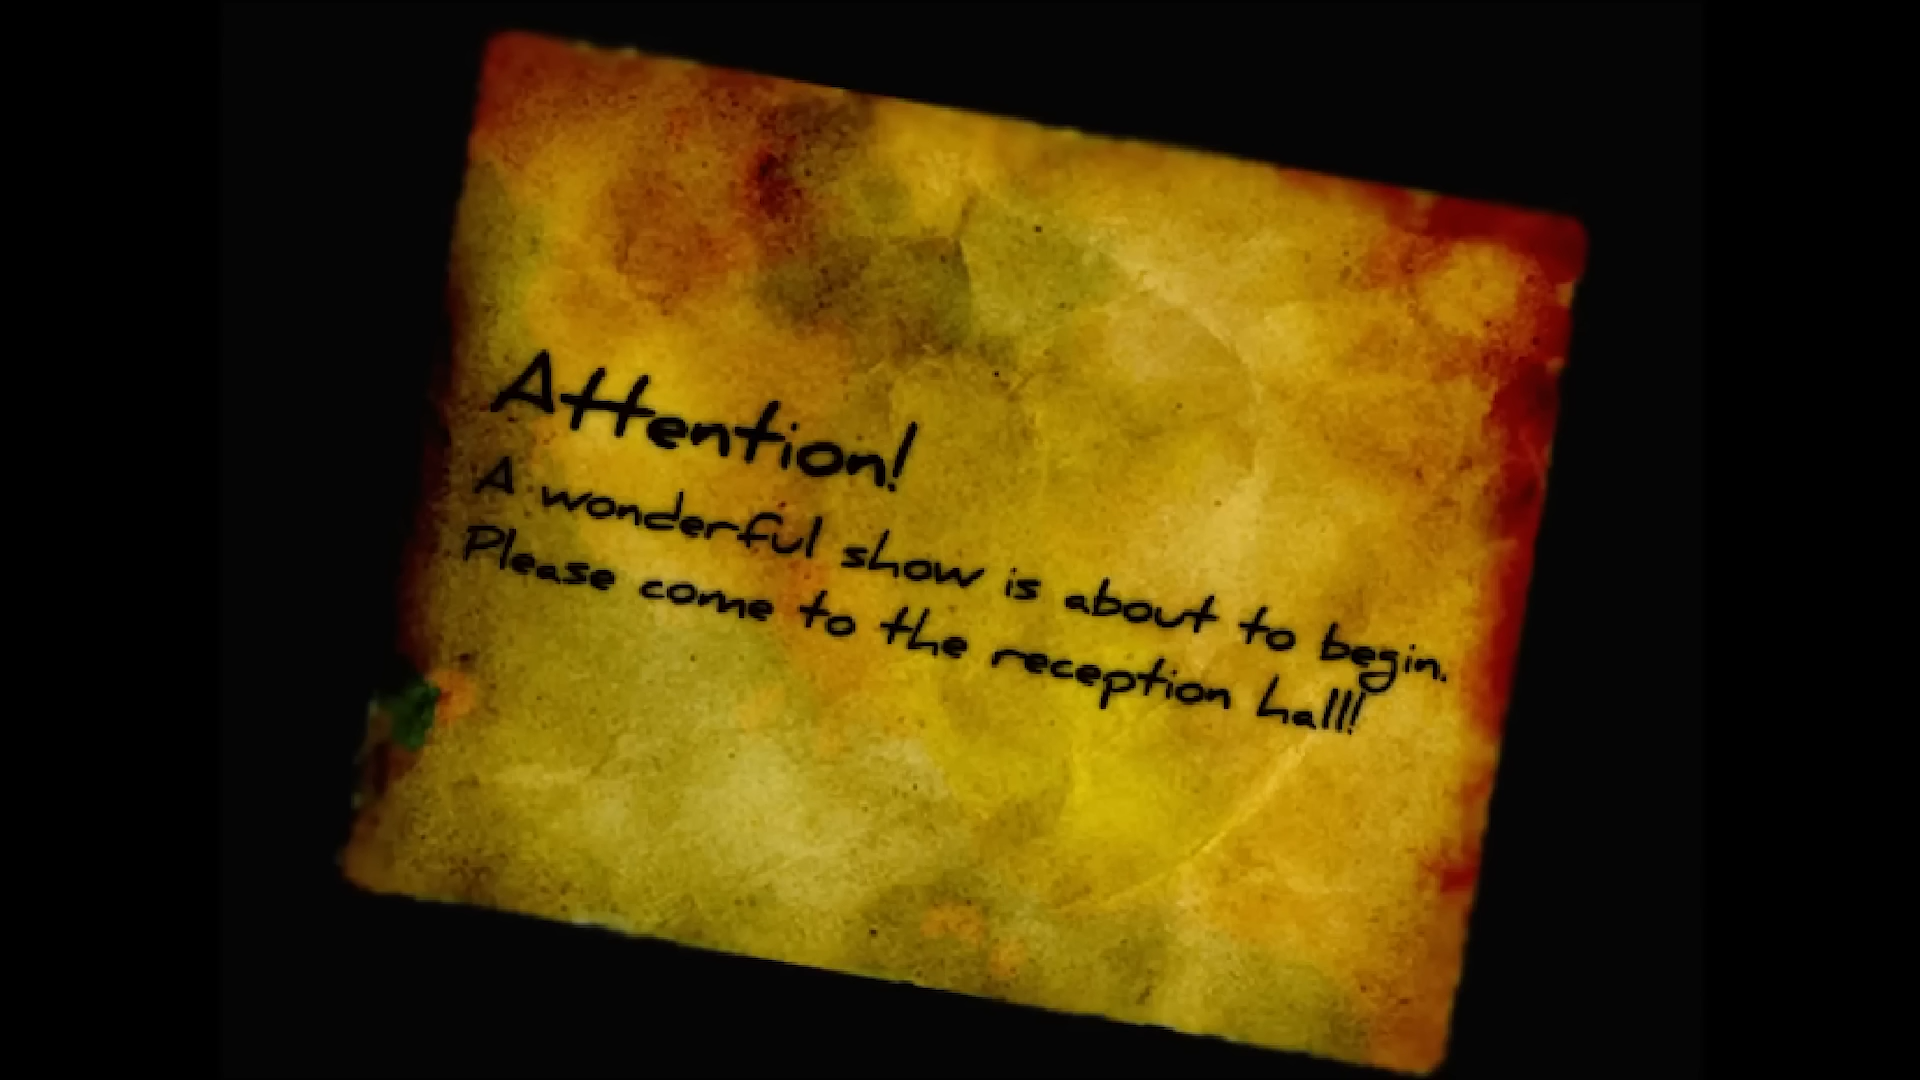 Attention!
A wonderful show is about to begin.
Please come to the reception hall!